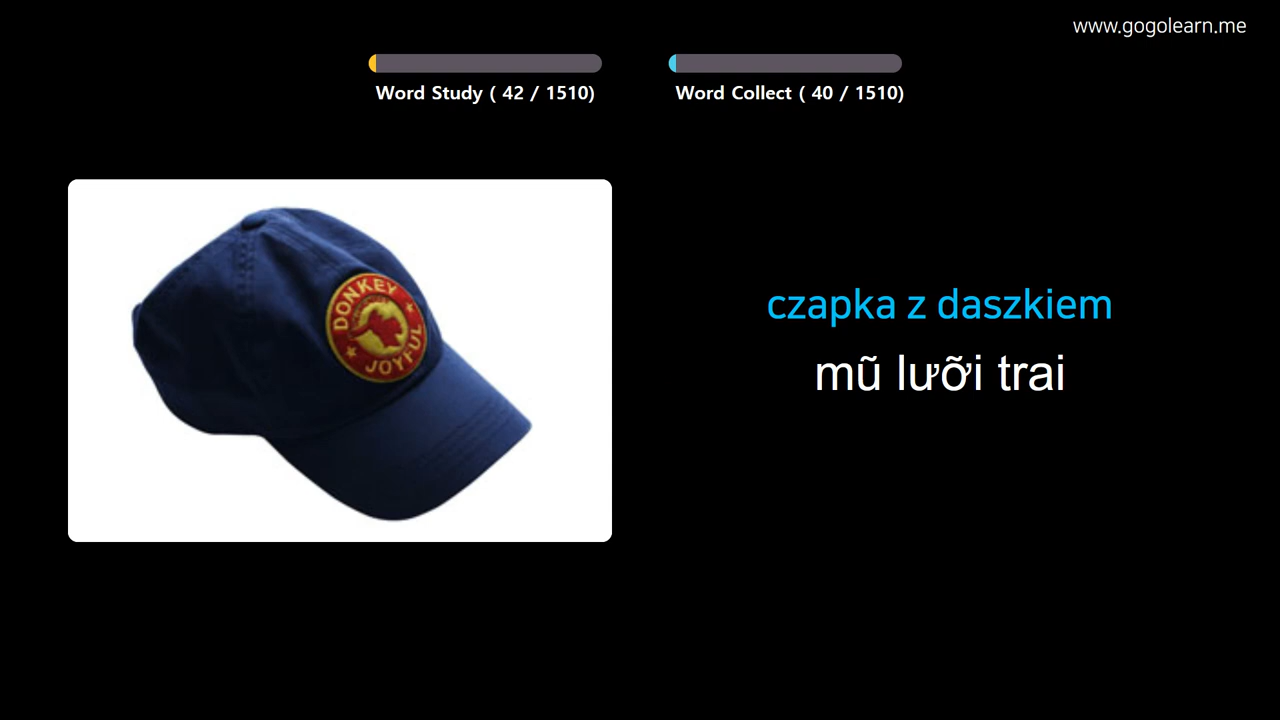 www.gogolearn.me
Word Study ( 42 / 1510)
Word Collect ( 40 / 1510)
DONKEY
JOYFUL
czapka z daszkiem
mũ lưỡi trai